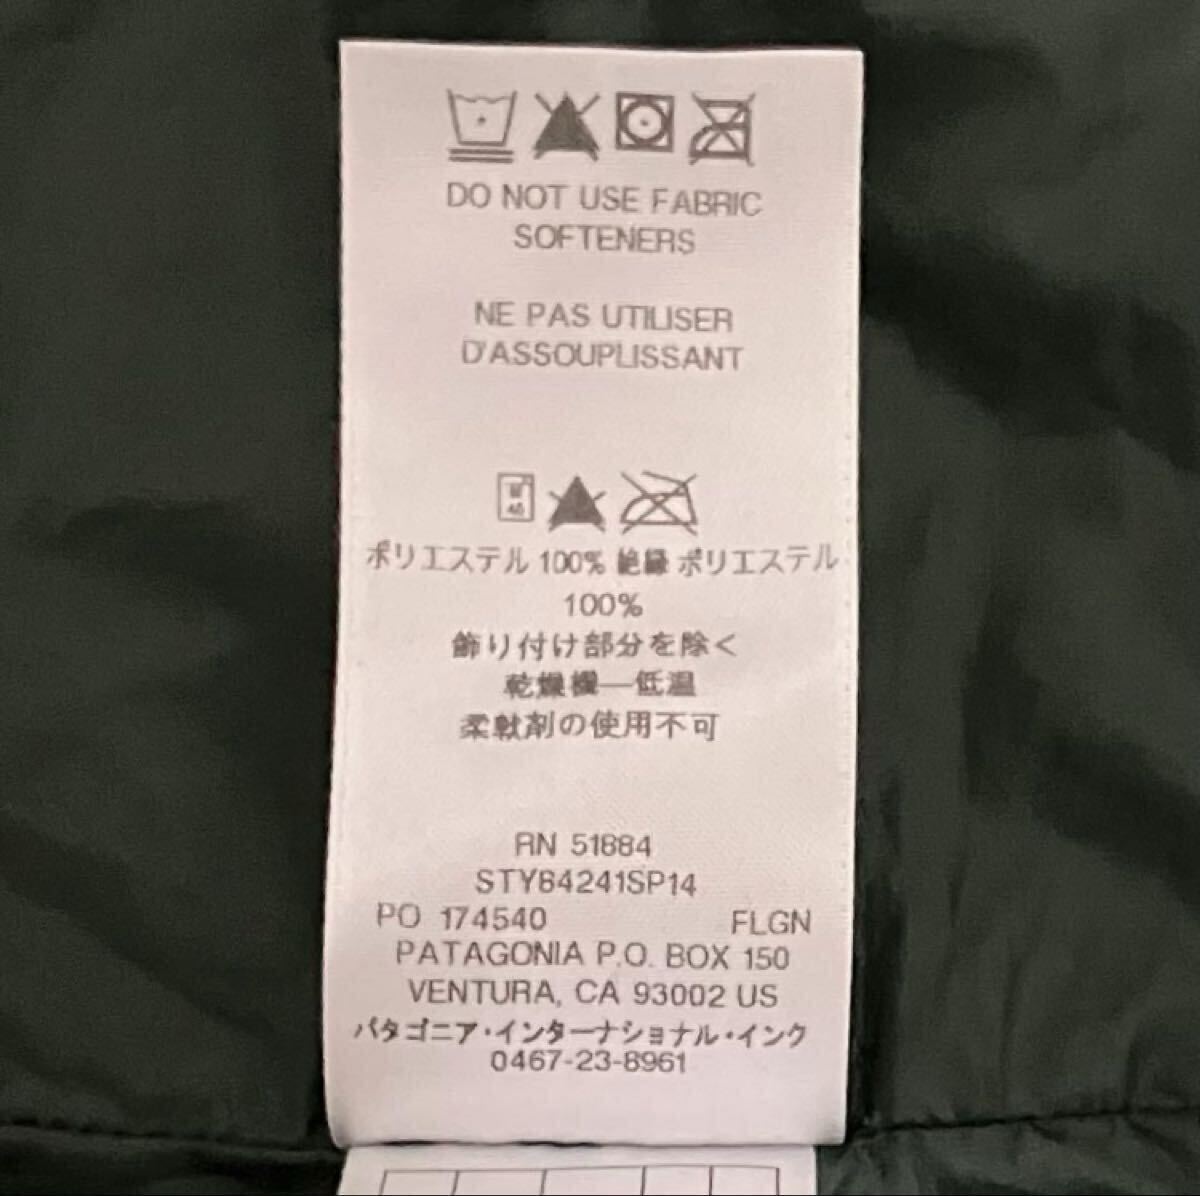 DO NOT USE FABRIC
SOFTENERS
NE PAS UTILISER
D'ASSOUPLISSANT
40
ポリエステル 100% 絶縁 ポリエステル
100%
飾り付け部分を除く
乾燥機—低温
柔軟剤の使用不可
RN 51884
STY84241SP14
PO 174540 FLGN
PATAGONIA P.O. BOX 150
VENTURA, CA 93002 US
パタゴニア・インターナショナル・インク
0467-23-8961